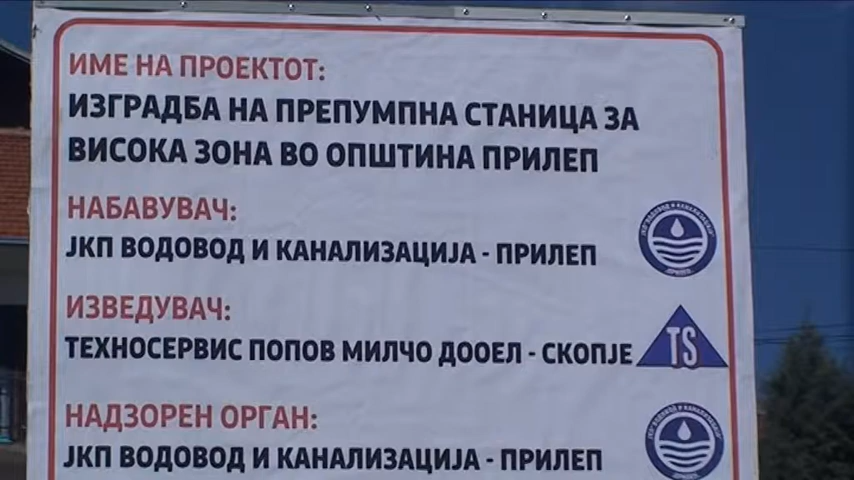 ИМЕ НА ПРОЕКТОТ:
ИЗГРАДБА НА ПРЕПУМПНА СТАНИЦА ЗА
ВИСОКА ЗОНА ВО ОПШТИНА ПРИЛЕП
НАБАВУВАЧ:
ЈКП ВОДОВОД И КАНАЛИЗАЦИЈА - ПРИЛЕП
ИЗВЕДУВАЧ:
ТЕХНОСЕРВИС ПОПОВ МИЛЧО ДООЕЛ - СКОПЈЕ
TS
НАДЗОРЕН ОРГАН:
ЈКП ВОДОВОД И КАНАЛИЗАЦИЈА - ПРИЛЕП